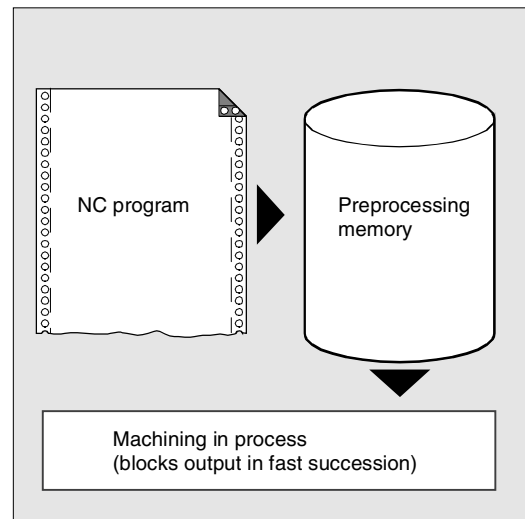 NC program
Preprocessing
memory
Machining in process
(blocks output in fast succession)